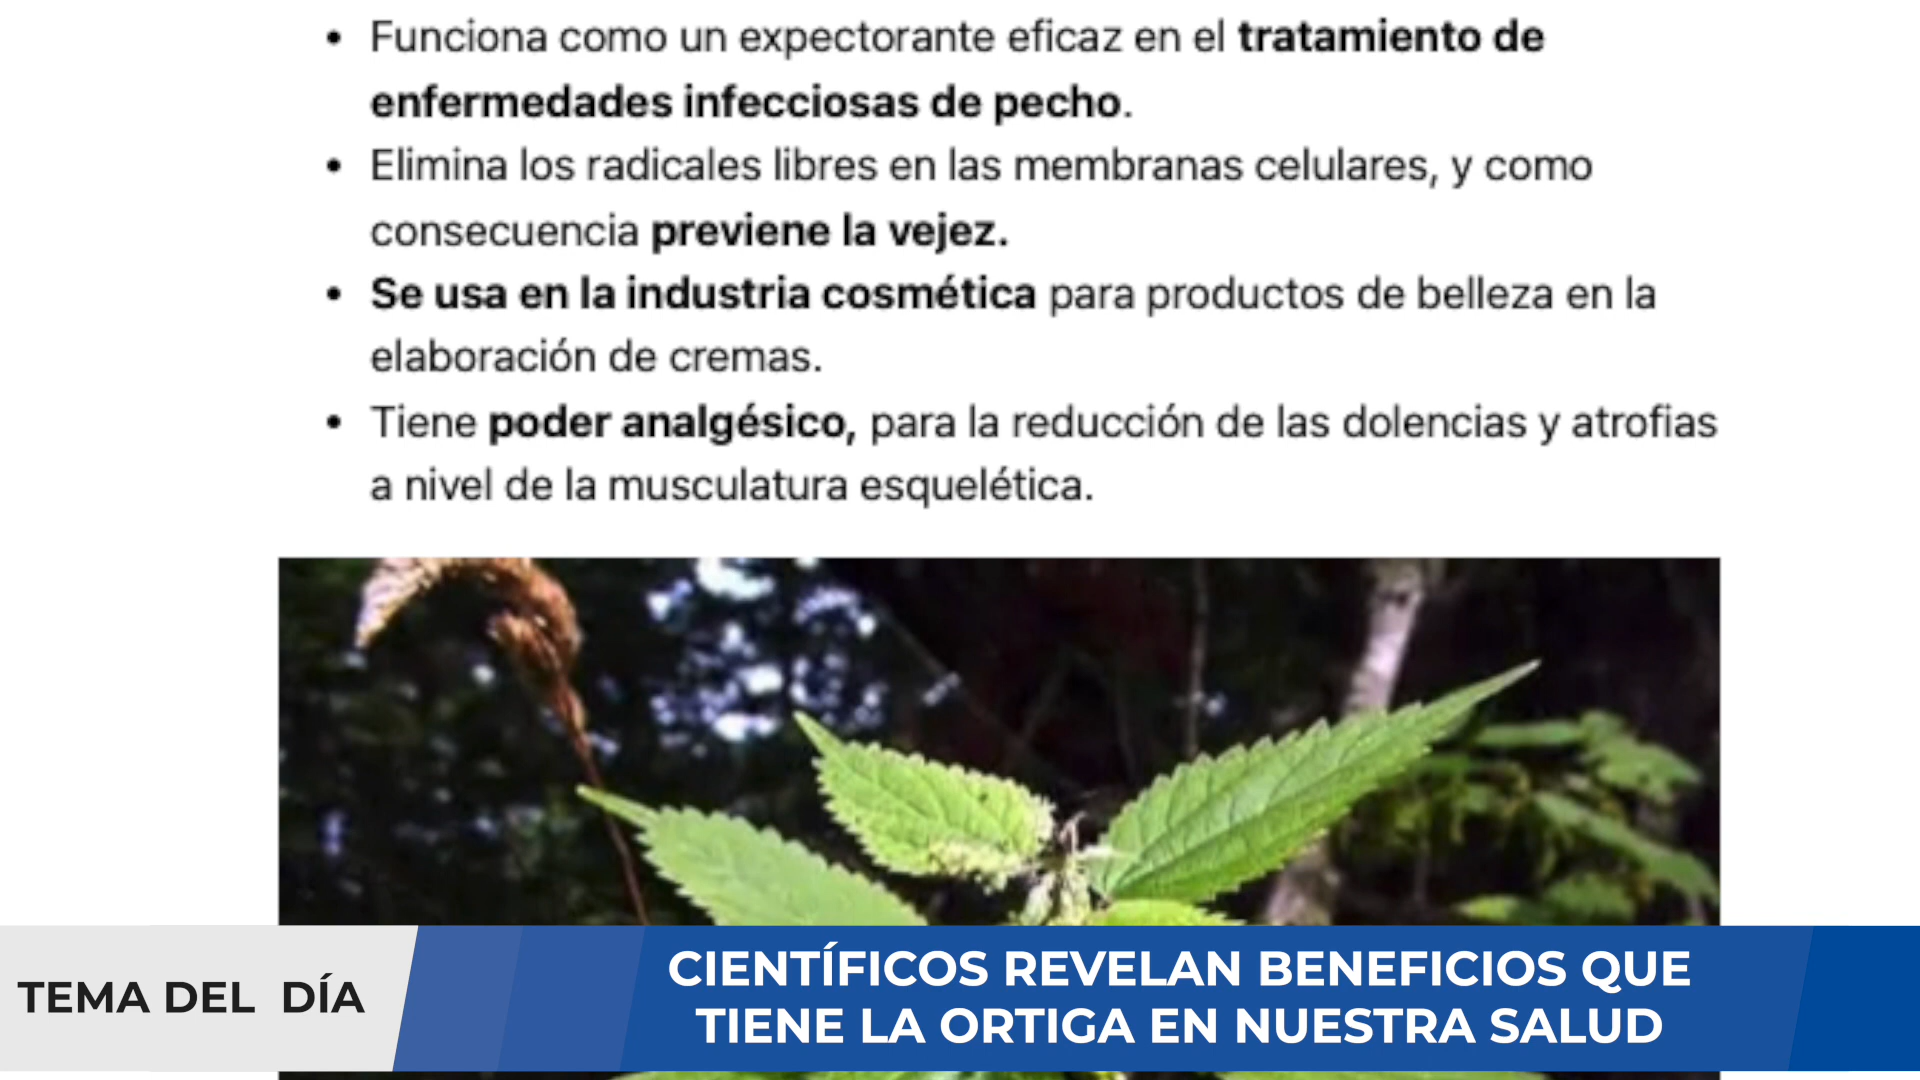 • Funciona como un expectorante eficaz en el tratamiento de
enfermedades infecciosas de pecho.
• Elimina los radicales libres en las membranas celulares, y como
consecuencia previene la vejez.
• Se usa en la industria cosmética para productos de belleza en la
elaboración de cremas.
• Tiene poder analgésico, para la reducción de las dolencias y atrofias
a nivel de la musculatura esquelética.
TEMA DEL DÍA
CIENTÍFICOS REVELAN BENEFICIOS QUE
TIENE LA ORTIGA EN NUESTRA SALUD